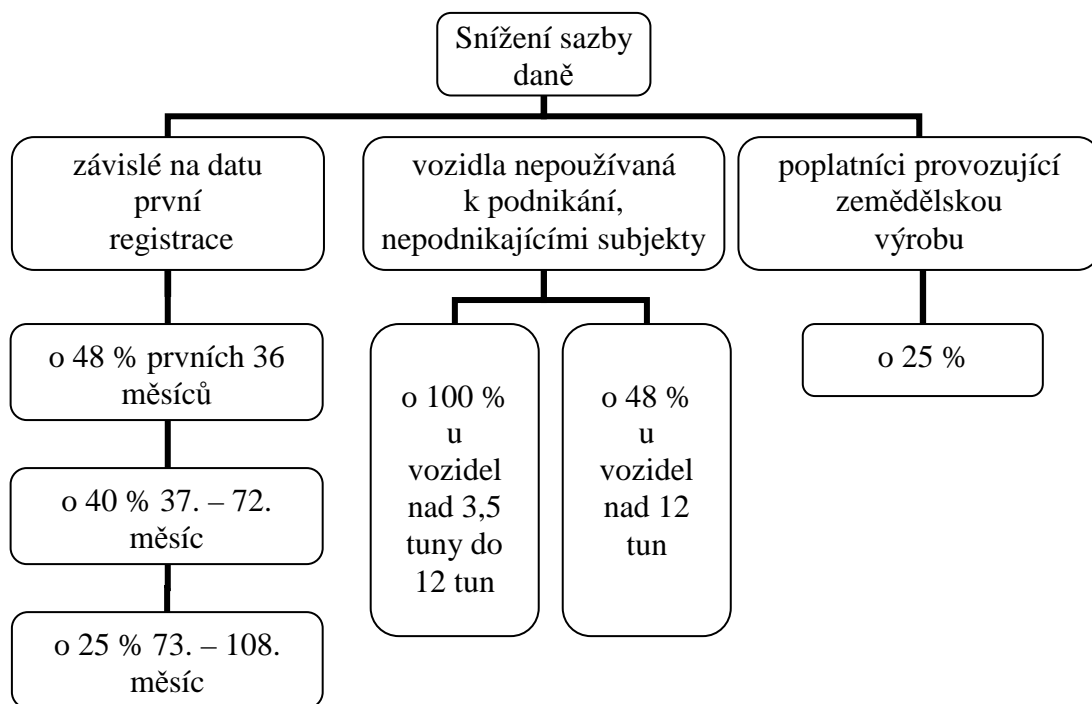 Snížení sazby
daně
závislé na datu
první
registrace
vozidla nepoužívaná
k podnikání,
nepodnikajícími subjekty
poplatníci provozující
zemědělskou
výrobu
o 48 % prvních 36
měsíců
o 40 % 37. – 72.
měsíc
o 25 % 73. – 108.
měsíc
o 100 %
u
vozidel
nad 3,5
tuny do
12 tun
o 48 %
u
vozidel
nad 12
tun
o 25 %